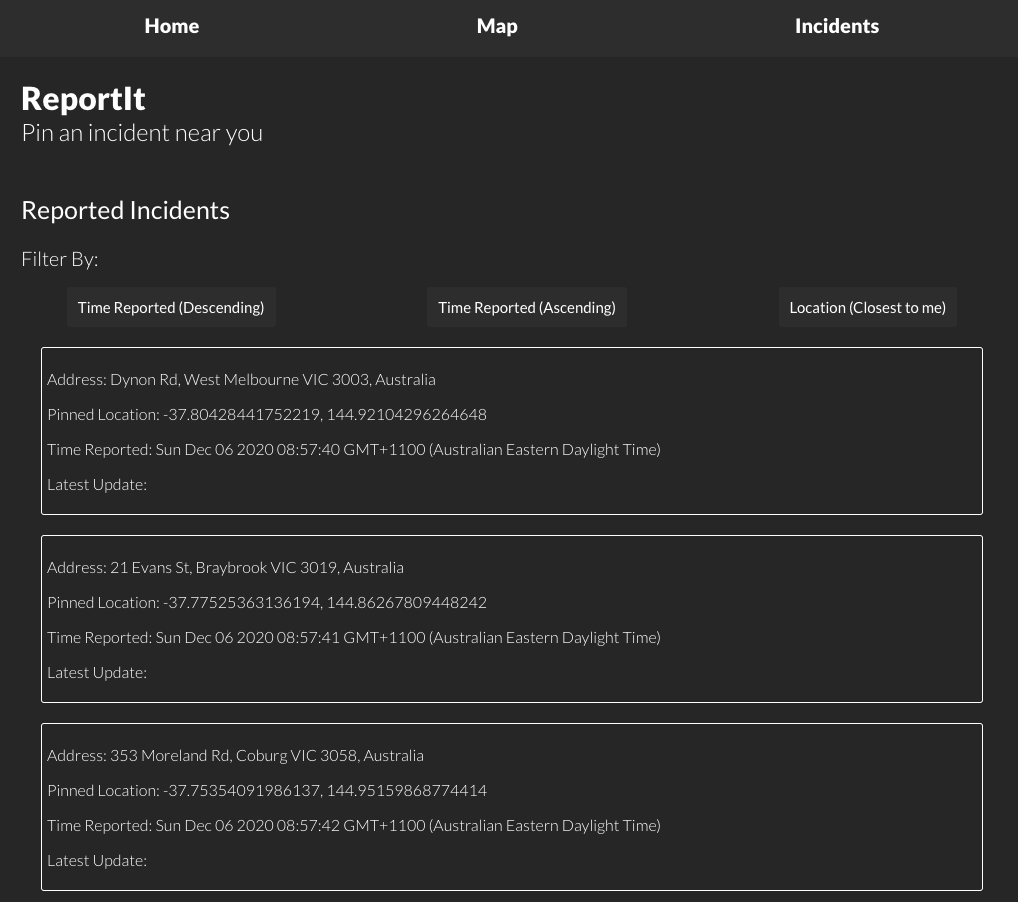 Home Map Incidents
ReportIt
Pin an incident near you
Reported Incidents
Filter By:
Time Reported (Descending) Time Reported (Ascending) Location (Closest to me)
Address: Dynon Rd, West Melbourne VIC 3003, Australia
Pinned Location: -37.80428441752219, 144.92104296264648
Time Reported: Sun Dec 06 2020 08:57:40 GMT+1100 (Australian Eastern Daylight Time)
Latest Update:
Address: 21 Evans St, Braybrook VIC 3019, Australia
Pinned Location: -37.77525363136194, 144.86267809448242
Time Reported: Sun Dec 06 2020 08:57:41 GMT+1100 (Australian Eastern Daylight Time)
Latest Update:
Address: 353 Moreland Rd, Coburg VIC 3058, Australia
Pinned Location: -37.75354091986137, 144.95159868774414
Time Reported: Sun Dec 06 2020 08:57:42 GMT+1100 (Australian Eastern Daylight Time)
Latest Update: